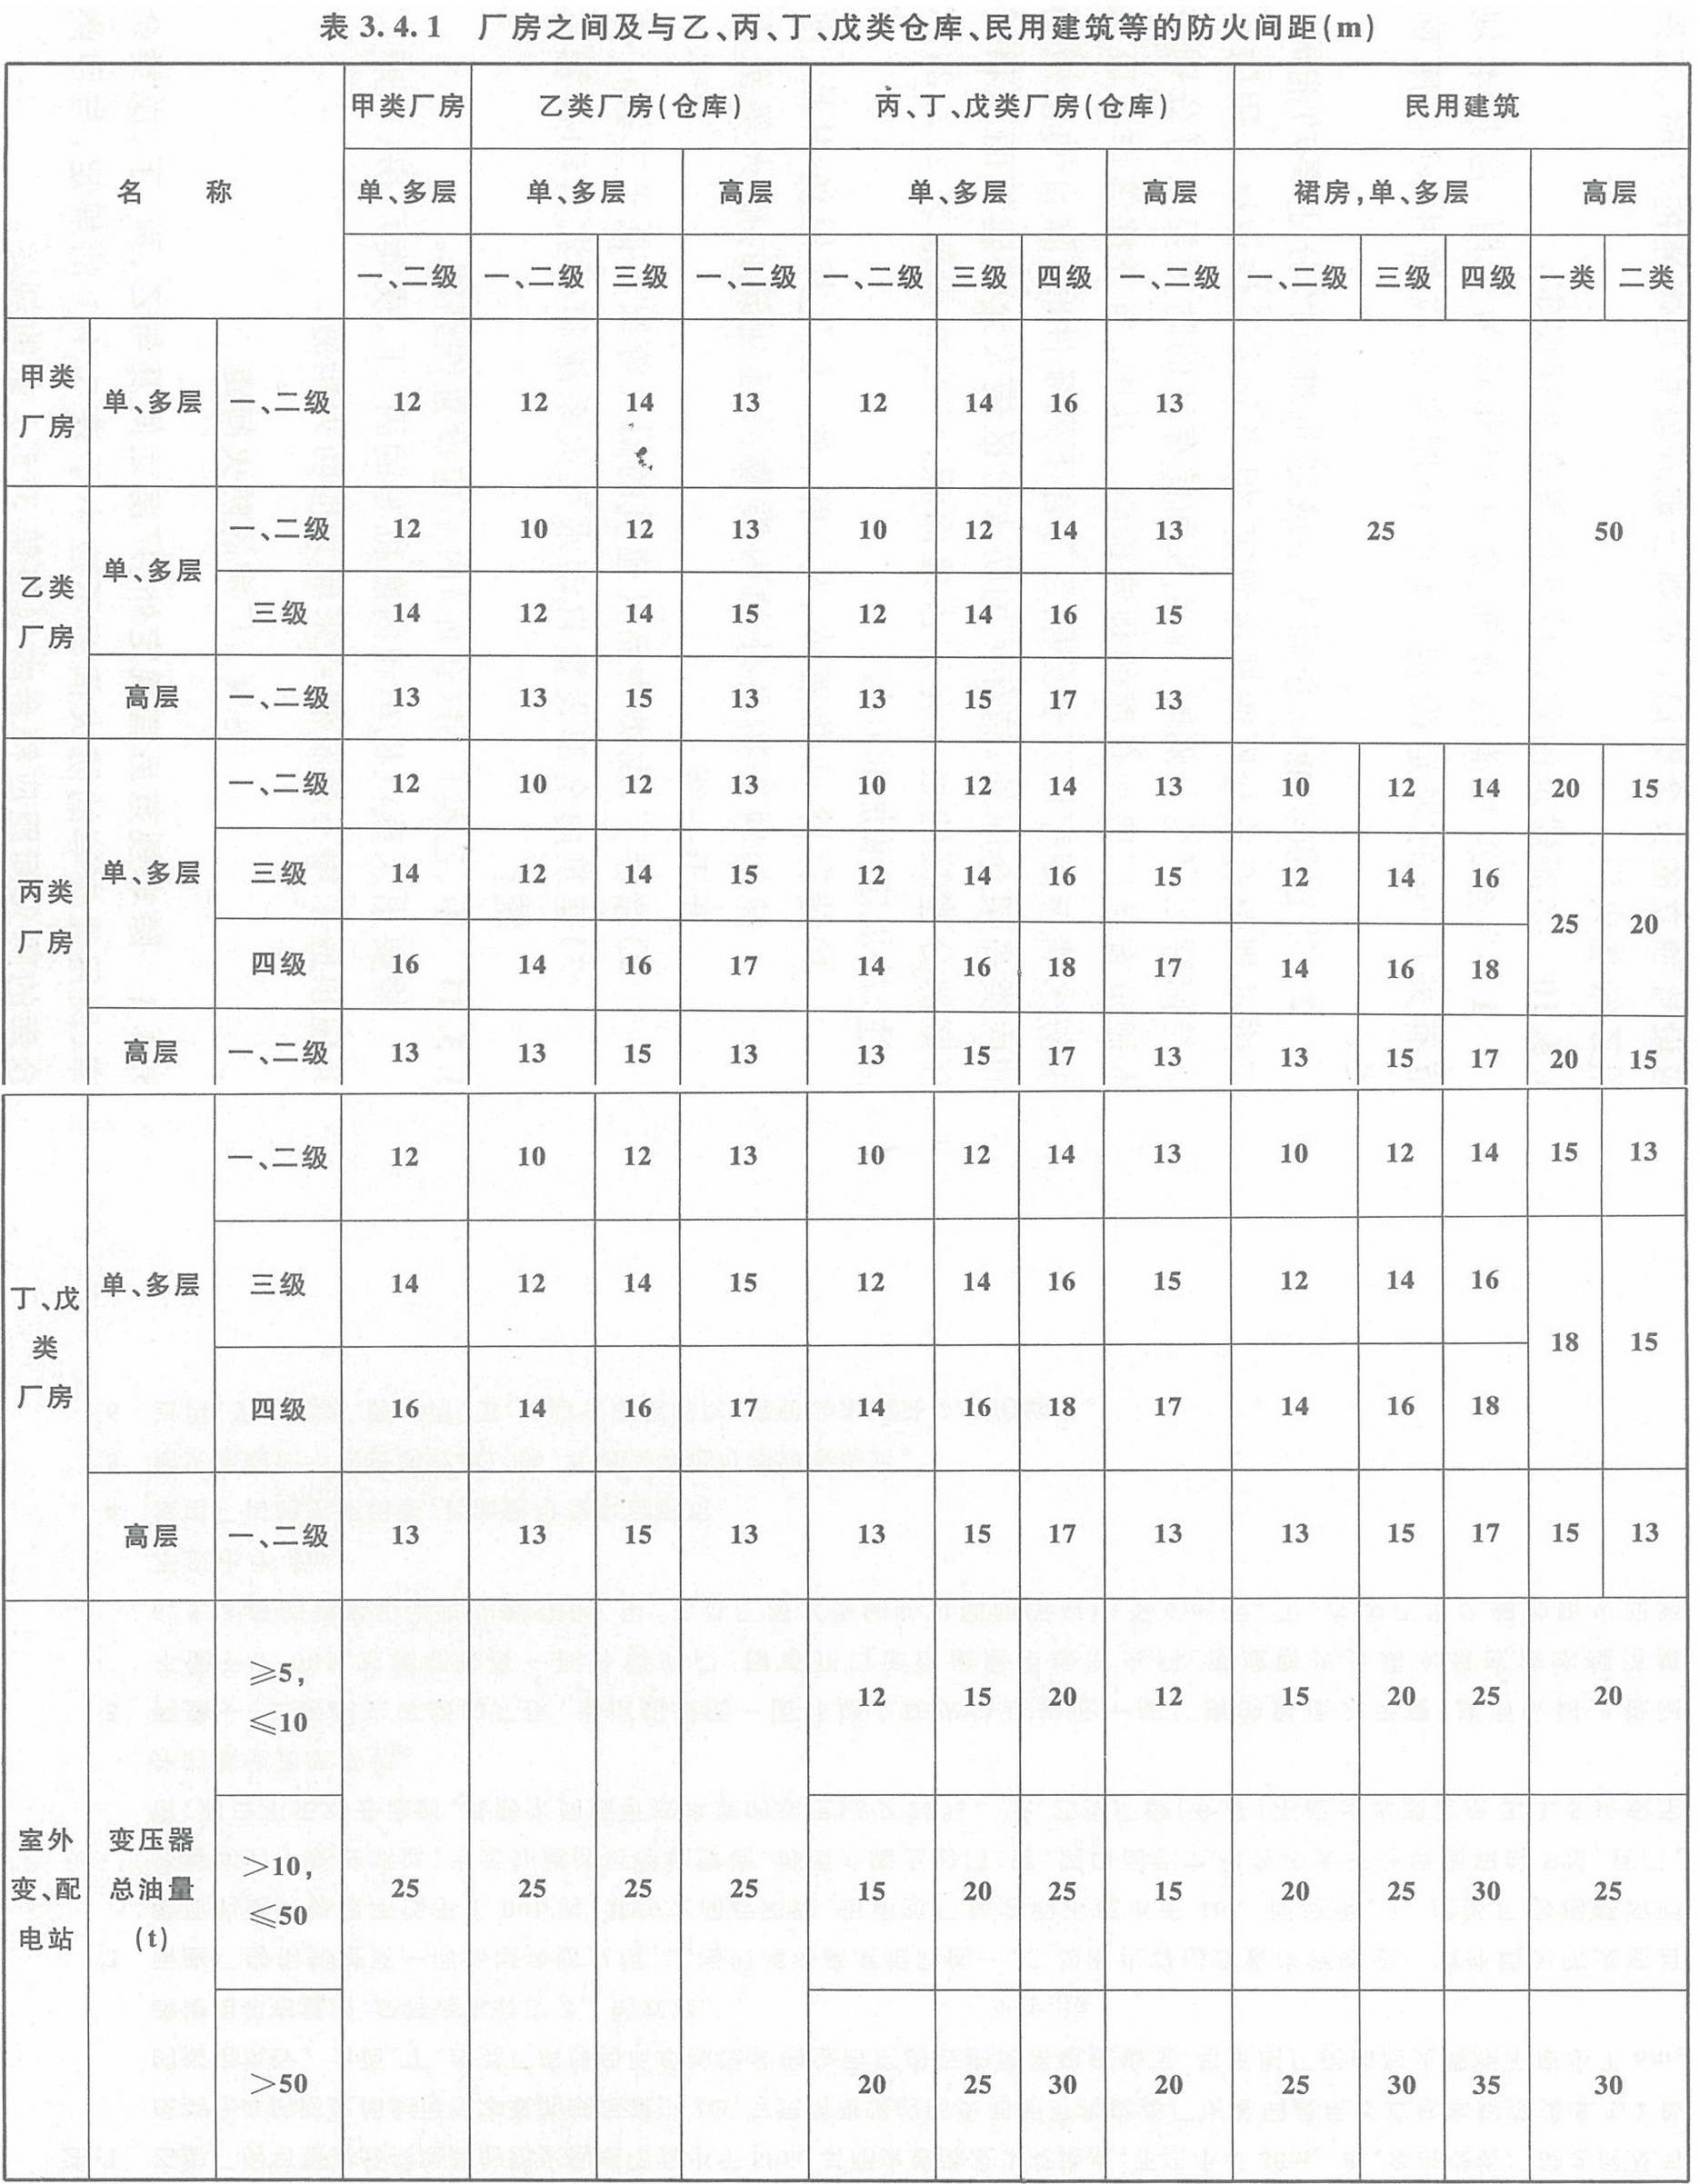 表 3.4.1 厂房之间及与乙、丙、丁、戊类仓库、民用建筑等的防火间距(m)
名 称 甲类厂房 乙类厂房(仓库) 丙、丁、戊类厂房(仓库) 民用建筑
单、多层 单、多层 高层 单、多层 高层 裙房,单、多层 高层
一、二级 一、二级 三级 一、二级 一、二级 三级 四级 一、二级 一、二级 三级 四级 一类 二类
甲类厂房 单、多层 一、二级 12 12 14 13 12 14 16 13 25 50
乙类厂房 单、多层 一、二级 12 10 12 13 10 12 14 13
三级 14 12 14 15 12 14 16 15
高层 一、二级 13 13 15 13 13 15 17 13
丙类厂房 单、多层 一、二级 12 10 12 13 10 12 14 13 10 12 14 20 15
三级 14 12 14 15 12 14 16 15 12 14 16 25 20
四级 16 14 16 17 14 16 18 17 14 16 18
高层 一、二级 13 13 15 13 13 15 17 13 13 15 17 20 15
丁、戊类厂房 单、多层 一、二级 12 10 12 13 10 12 14 13 10 12 14 15 13
三级 14 12 14 15 12 14 16 15 12 14 16 18 15
四级 16 14 16 17 14 16 18 17 14 16 18
高层 一、二级 13 13 15 13 13 15 17 13 13 15 17 15 13
室外变、配电站 变压器总油量(t) ≥5,≤10 12 15 20 12 15 20 25 20
>10,≤50 25 25 25 25 15 20 25 15 20 25 30 25
>50 20 25 30 20 25 30 35 30